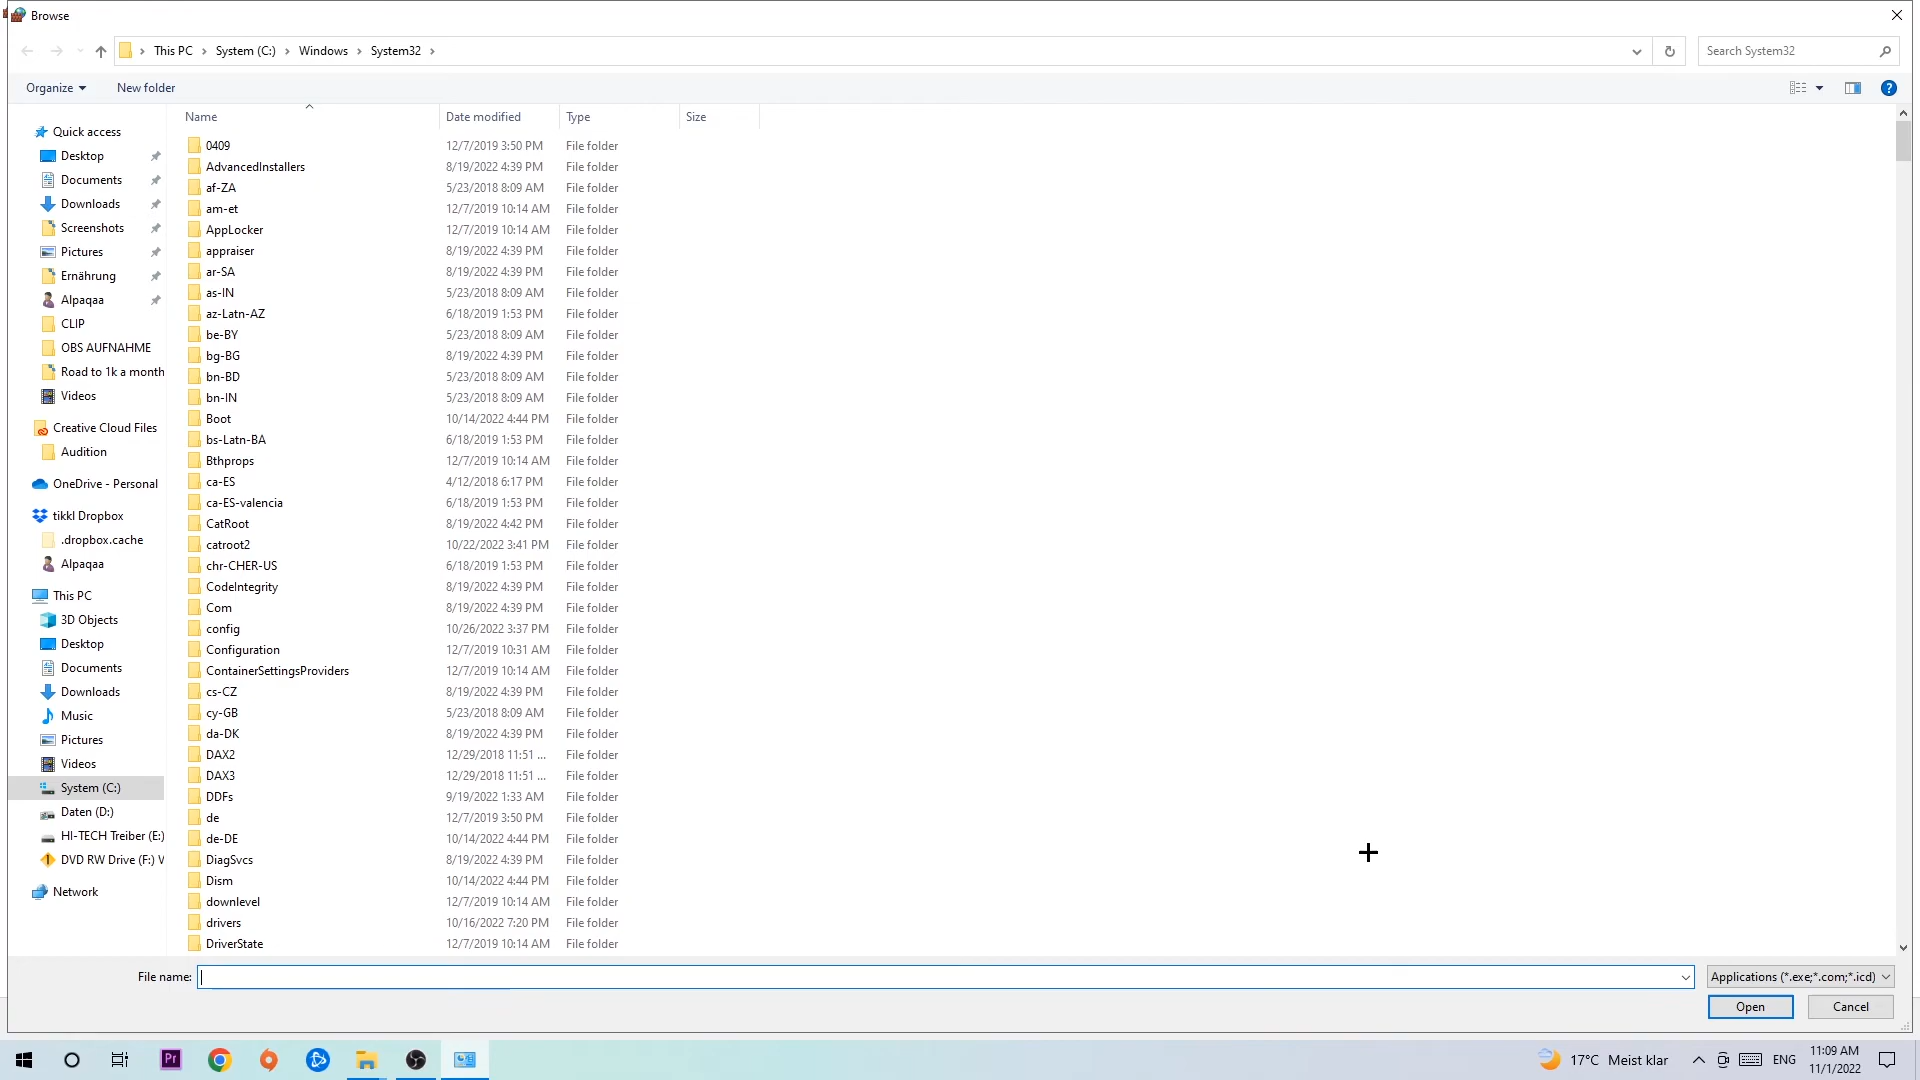 Browse
This PC > System (C:) > Windows > System32 >
Search System32
Organize
New folder
Name Date modified Type Size
Quick access
Desktop
Documents
Downloads
Screenshots
Pictures
Ernährung
Alpaqaa
CLIP
OBS AUFNAHME
Road to 1k a month
Videos
Creative Cloud Files
Audition
OneDrive - Personal
tikkl Dropbox
.dropbox.cache
Alpaqaa
This PC
3D Objects
Desktop
Documents
Downloads
Music
Pictures
Videos
System (C:)
Daten (D:)
HI-TECH Treiber (E:)
DVD RW Drive (F:) V
Network
0409 12/7/2019 3:50 PM File folder
AdvancedInstallers 8/19/2022 4:39 PM File folder
af-ZA 5/23/2018 8:09 AM File folder
am-et 12/7/2019 10:14 AM File folder
AppLocker 12/7/2019 10:14 AM File folder
appraiser 8/19/2022 4:39 PM File folder
ar-SA 8/19/2022 4:39 PM File folder
as-IN 5/23/2018 8:09 AM File folder
az-Latn-AZ 6/18/2019 1:53 PM File folder
be-BY 5/23/2018 8:09 AM File folder
bg-BG 8/19/2022 4:39 PM File folder
bn-BD 5/23/2018 8:09 AM File folder
bn-IN 5/23/2018 8:09 AM File folder
Boot 10/14/2022 4:44 PM File folder
bs-Latn-BA 6/18/2019 1:53 PM File folder
Bthprops 12/7/2019 10:14 AM File folder
ca-ES 4/12/2018 6:17 PM File folder
ca-ES-valencia 6/18/2019 1:53 PM File folder
CatRoot 8/19/2022 4:42 PM File folder
catroot2 10/22/2022 3:41 PM File folder
chr-CHER-US 6/18/2019 1:53 PM File folder
CodeIntegrity 8/19/2022 4:39 PM File folder
Com 8/19/2022 4:39 PM File folder
config 10/26/2022 3:37 PM File folder
Configuration 12/7/2019 10:31 AM File folder
ContainerSettingsProviders 12/7/2019 10:14 AM File folder
cs-CZ 8/19/2022 4:39 PM File folder
cy-GB 5/23/2018 8:09 AM File folder
da-DK 8/19/2022 4:39 PM File folder
DAX2 12/29/2018 11:51 ... File folder
DAX3 12/29/2018 11:51 ... File folder
DDFs 9/19/2022 1:33 AM File folder
de 12/7/2019 3:50 PM File folder
de-DE 10/14/2022 4:44 PM File folder
DiagSvcs 8/19/2022 4:39 PM File folder
Dism 10/14/2022 4:44 PM File folder
downlevel 12/7/2019 10:14 AM File folder
drivers 10/16/2022 7:20 PM File folder
DriverState 12/7/2019 10:14 AM File folder
File name:
Applications (*.exe;*.com;*.icd)
Open
Cancel
Pr
17°C Meist klar
ENG
11:09 AM
11/1/2022